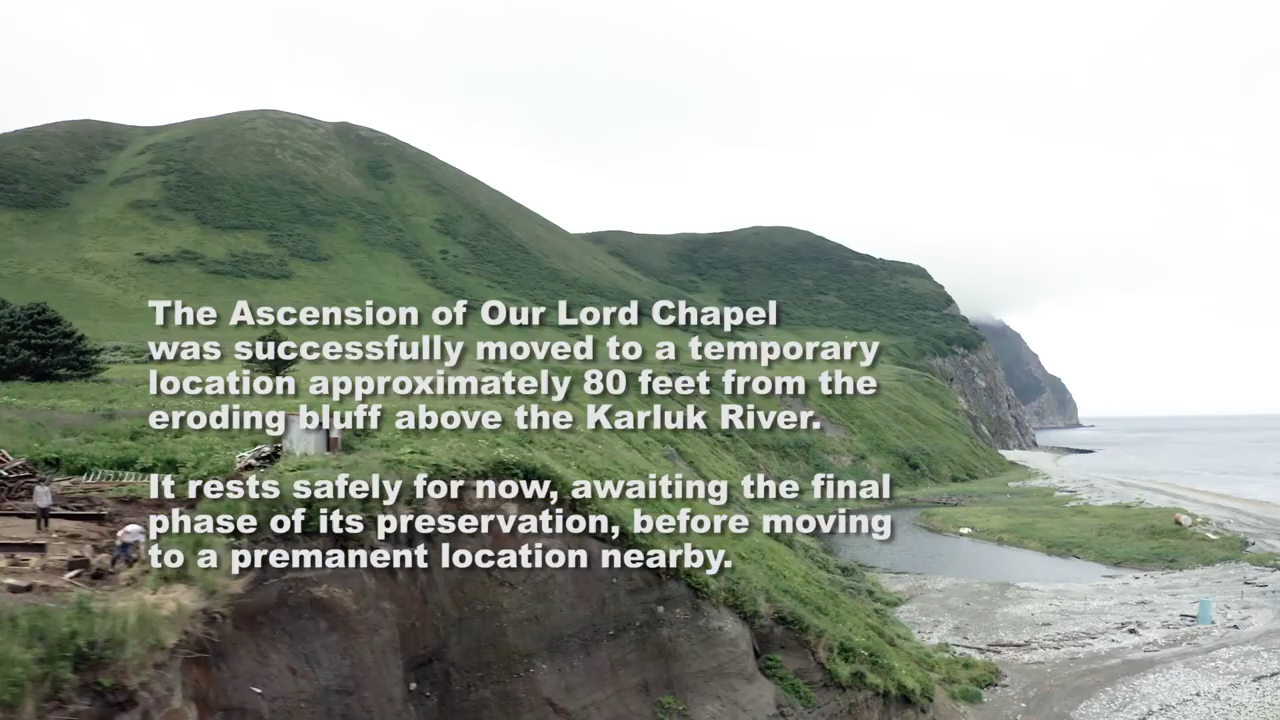 The Ascension of Our Lord Chapel
was successfully moved to a temporary
location approximately 80 feet from the
eroding bluff above the Karluk River.
It rests safely for now, awaiting the final
phase of its preservation, before moving
to a premanent location nearby.